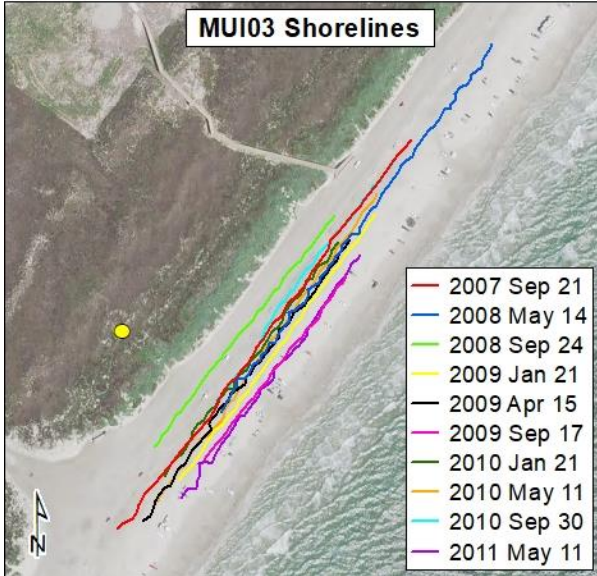 MUI03 Shorelines
2007 Sep 21
2008 May 14
2008 Sep 24
2009 Jan 21
2009 Apr 15
2009 Sep 17
2010 Jan 21
2010 May 11
2010 Sep 30
2011 May 11
N